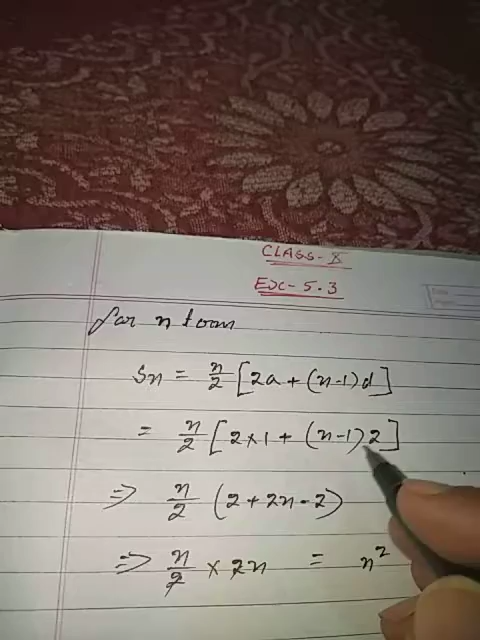 CLASS-X
EXC-5.3
for n term
Sn = n/2 [2a + (n-1)d]
= n/2 [2×1 + (n-1)2]
⇒ n/2 (2+2n-2)
⇒ n/2 × 2n = n²